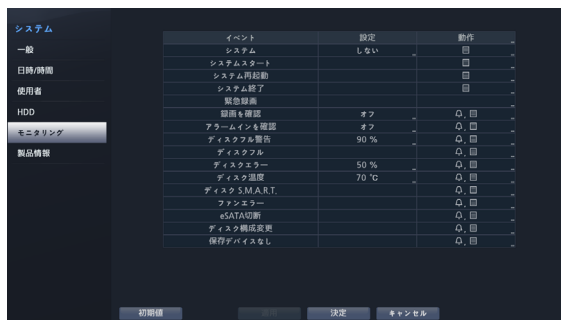 システム
一般
日時/時間
使用者
HDD
モニタリング
製品情報
イベント 設定 動作
システム しない
システムスタート
システム再起動
システム終了
緊急録画
録画を確認 オフ
アラームインを確認 オフ
ディスクフル警告 90 %
ディスクフル
ディスクエラー 50 %
ディスク温度 70 ℃
ディスク S.M.A.R.T.
ファンエラー
eSATA切断
ディスク構成変更
保存デバイスなし
初期値 決定 キャンセル